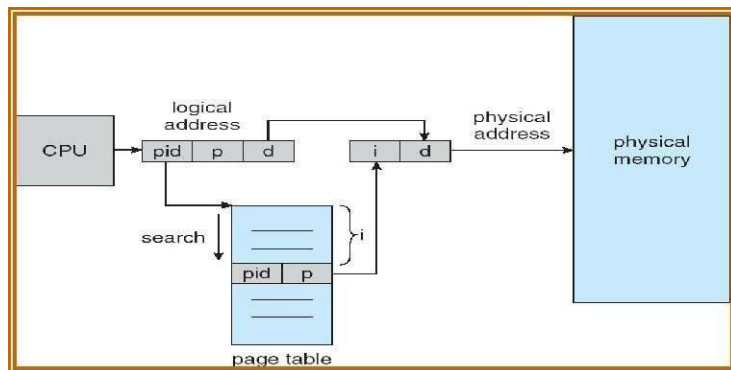 logical
address
physical
address
CPU
pid p d
i d
physical
memory
search
i
pid p
page table